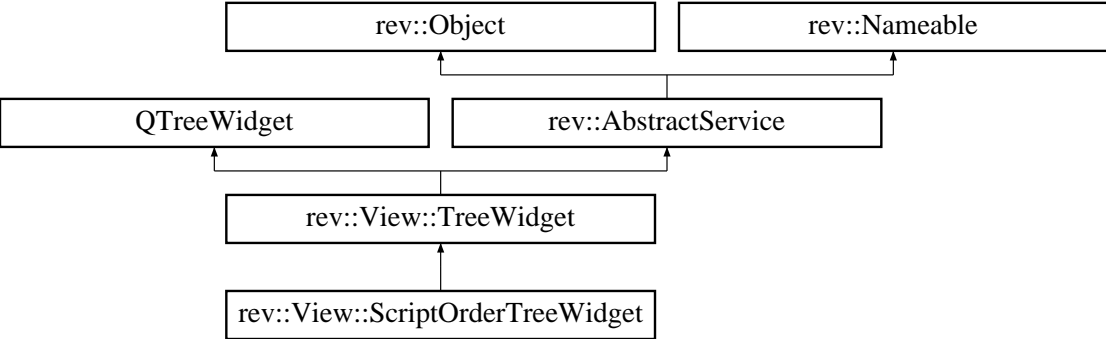 rev::Object
rev::Nameable
QTreeWidget
rev::AbstractService
rev::View::TreeWidget
rev::View::ScriptOrderTreeWidget